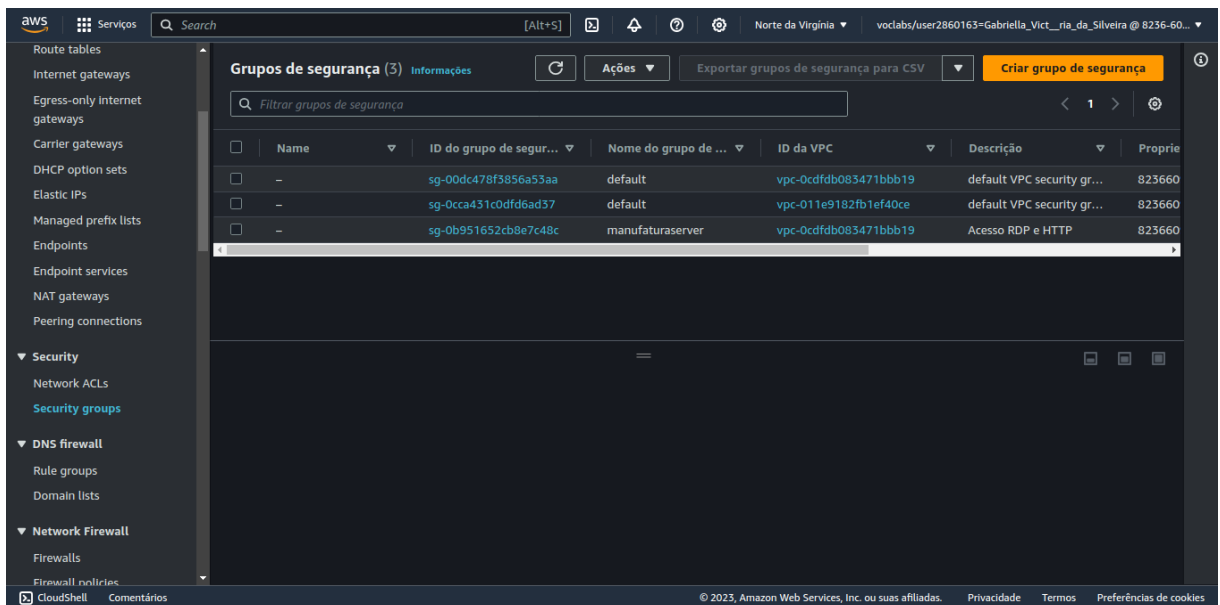 aws Serviços Search [Alt+S] Norte da Virgínia ▼ voclabs/user2860163=Gabriella_Vict__ria_da_Silveira @ 8236-60... ▼
Route tables
Internet gateways
Egress-only internet
gateways
Carrier gateways
DHCP option sets
Elastic IPs
Managed prefix lists
Endpoints
Endpoint services
NAT gateways
Peering connections
▼ Security
Network ACLs
Security groups
▼ DNS firewall
Rule groups
Domain lists
▼ Network Firewall
Firewalls
Firewall policies
Grupos de segurança (3) Informações Ações ▼ Exportar grupos de segurança para CSV ▼ Criar grupo de segurança
Filtrar grupos de segurança < 1 >
Name ID do grupo de segur... Nome do grupo de ... ID da VPC Descrição Proprie
– sg-00dc478f3856a53aa default vpc-0cdfdb083471bbb19 default VPC security gr... 823660
– sg-0cca431c0dfd6ad37 default vpc-011e9182fb1ef40ce default VPC security gr... 823660
– sg-0b951652cb8e7c48c manufaturaserver vpc-0cdfdb083471bbb19 Acesso RDP e HTTP 823660
CloudShell Comentários © 2023, Amazon Web Services, Inc. ou suas afiliadas. Privacidade Termos Preferências de cookies